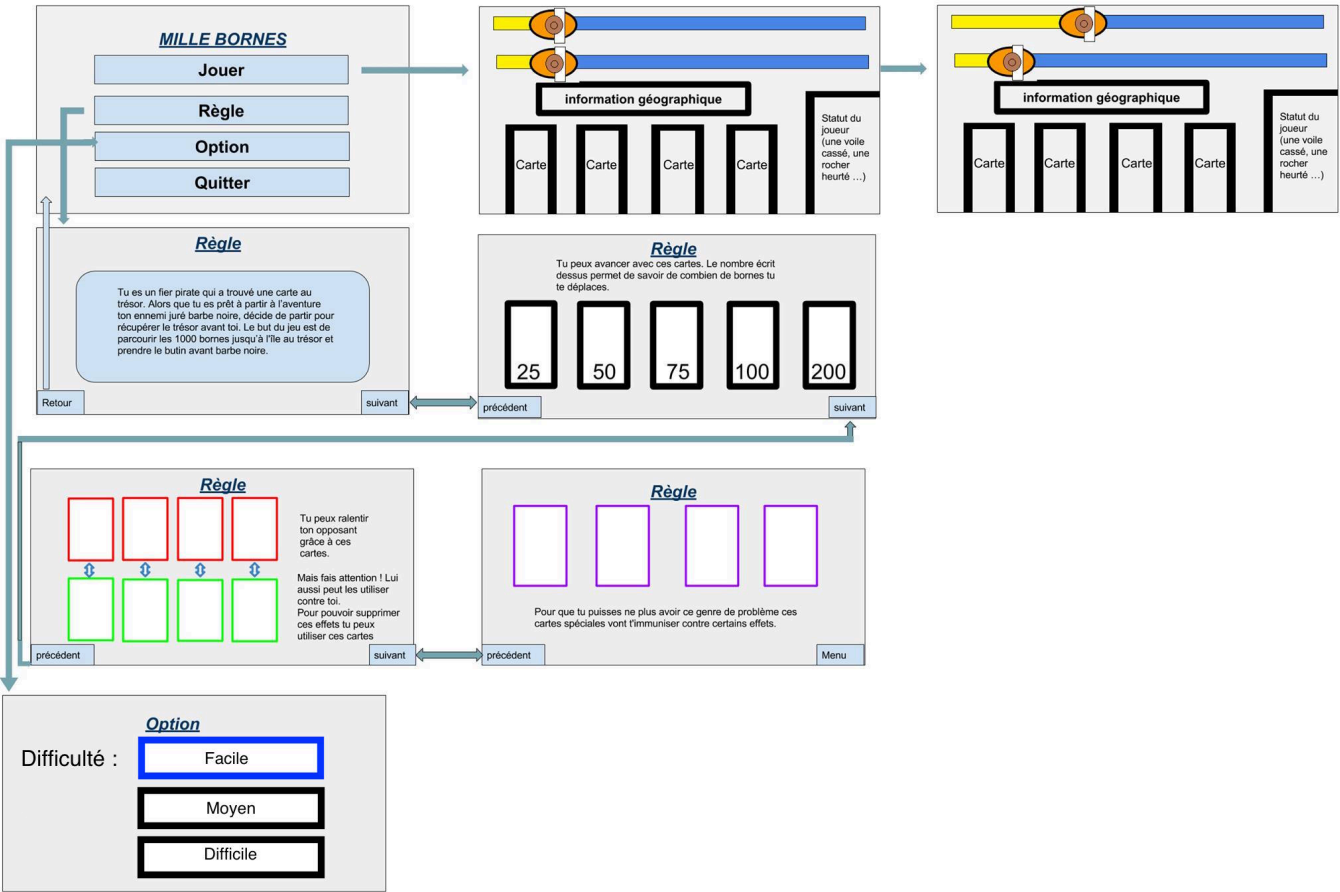 MILLE BORNES
Jouer
Règle
Option
Quitter
information géographique
Carte
Carte
Carte
Carte
Statut du
joueur
(une voile
cassé, une
rocher
heurté ...)
information géographique
Carte
Carte
Carte
Carte
Statut du
joueur
(une voile
cassé, une
rocher
heurté ...)
Règle
Tu es un fier pirate qui a trouvé une carte au
trésor. Alors que tu es prêt à partir à l'aventure
ton ennemi juré barbe noire, décide de partir pour
récupérer le trésor avant toi. Le but du jeu est de
parcourir les 1000 bornes jusqu'à l'île au trésor et
prendre le butin avant barbe noire.
Retour
suivant
Règle
Tu peux avancer avec ces cartes. Le nombre écrit
dessus permet de savoir de combien de bornes tu
te déplaces.
25
50
75
100
200
précédent
suivant
Règle
Tu peux ralentir
ton opposant
grâce à ces
cartes.
Mais fais attention ! Lui
aussi peut les utiliser
contre toi.
Pour pouvoir supprimer
ces effets tu peux
utiliser ces cartes
précédent
suivant
Règle
Pour que tu puisses ne plus avoir ce genre de problème ces
cartes spéciales vont t'immuniser contre certains effets.
précédent
Menu
Option
Difficulté :
Facile
Moyen
Difficile